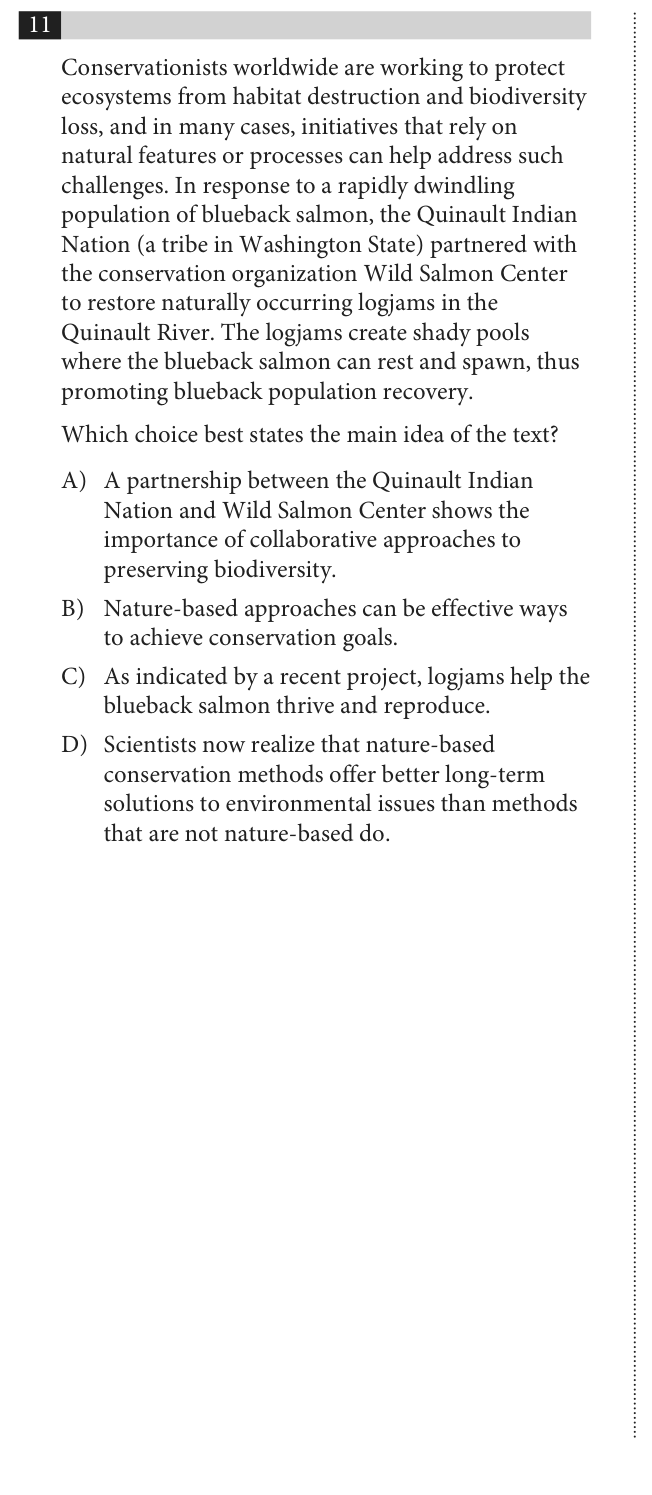 11
Conservationists worldwide are working to protect
ecosystems from habitat destruction and biodiversity
loss, and in many cases, initiatives that rely on
natural features or processes can help address such
challenges. In response to a rapidly dwindling
population of blueback salmon, the Quinault Indian
Nation (a tribe in Washington State) partnered with
the conservation organization Wild Salmon Center
to restore naturally occurring logjams in the
Quinault River. The logjams create shady pools
where the blueback salmon can rest and spawn, thus
promoting blueback population recovery.
Which choice best states the main idea of the text?
A) A partnership between the Quinault Indian
Nation and Wild Salmon Center shows the
importance of collaborative approaches to
preserving biodiversity.
B) Nature-based approaches can be effective ways
to achieve conservation goals.
C) As indicated by a recent project, logjams help the
blueback salmon thrive and reproduce.
D) Scientists now realize that nature-based
conservation methods offer better long-term
solutions to environmental issues than methods
that are not nature-based do.